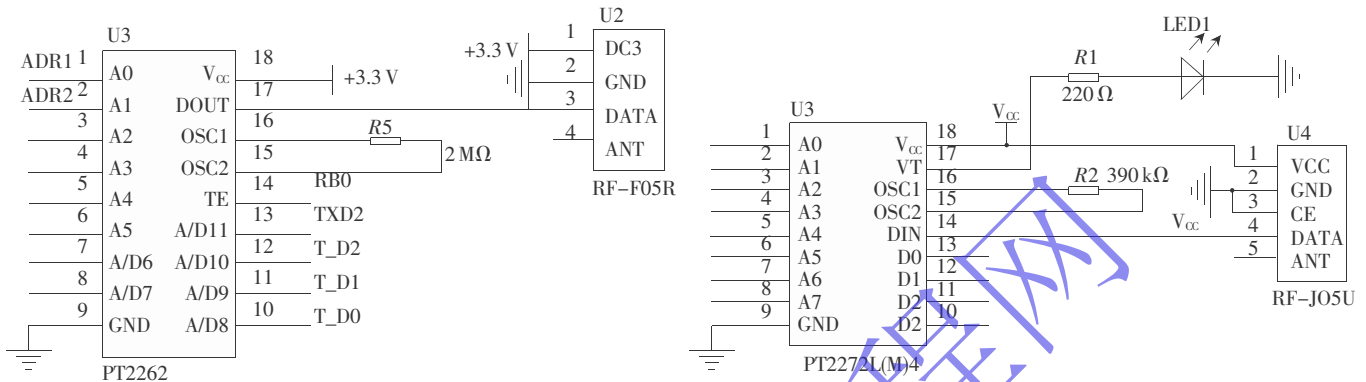 U3
ADR1 1 A0
ADR2 2 A1
3 A2
4 A3
5 A4
6 A5
7 A/D6
8 A/D7
9 GND
18 VCC +3.3 V
17 DOUT
16 OSC1
15 OSC2
R5
2 MΩ
14 TE RB0
13 A/D11 TXD2
12 A/D10 T_D2
11 A/D9 T_D1
10 A/D8 T_D0
PT2262
U2
+3.3 V
1 DC3
2 GND
3 DATA
4 ANT
RF-F05R
LED1
R1
220 Ω
U3
1 A0
2 A1
3 A2
4 A3
5 A4
6 A5
7 A6
8 A7
9 GND
VCC
18 VCC
17 VT
16 OSC1
15 OSC2
R2 390 kΩ
14 DIN
VCC
13 D0
12 D1
11 D2
10 D2
PT2272L(M)4
U4
1 VCC
2 GND
3 CE
4 DATA
5 ANT
RF-JO5U